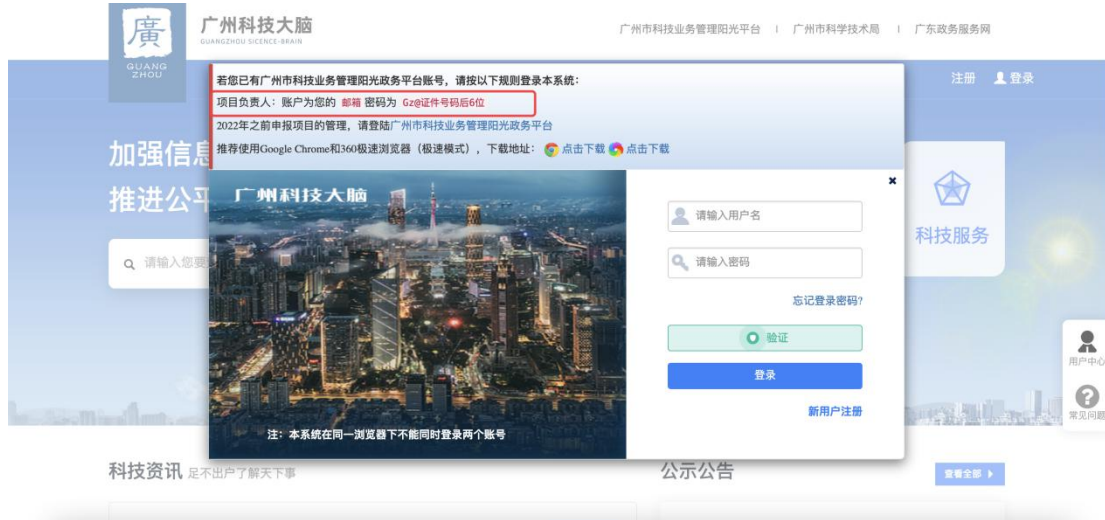 廣
GUANG
ZHOU
广州科技大脑
GUANGZHOU SICENCE-BRAIN
广州市科技业务管理阳光平台 | 广州市科学技术局 | 广东政务服务网
注册 登录
若您已有广州市科技业务管理阳光政务平台账号，请按以下规则登录本系统：
项目负责人：账户为您的 邮箱 密码为 Gz@证件号码后6位
2022年之前申报项目的管理，请登陆广州市科技业务管理阳光政务平台
推荐使用Google Chrome和360极速浏览器（极速模式），下载地址： 点击下载 点击下载
加强信息
推进公平
请输入您要
广州科技大脑
注：本系统在同一浏览器下不能同时登录两个账号
请输入用户名
请输入密码
忘记登录密码?
验证
登录
新用户注册
科技服务
用户中心
常见问题
科技资讯 足不出户了解天下事
公示公告
查看全部